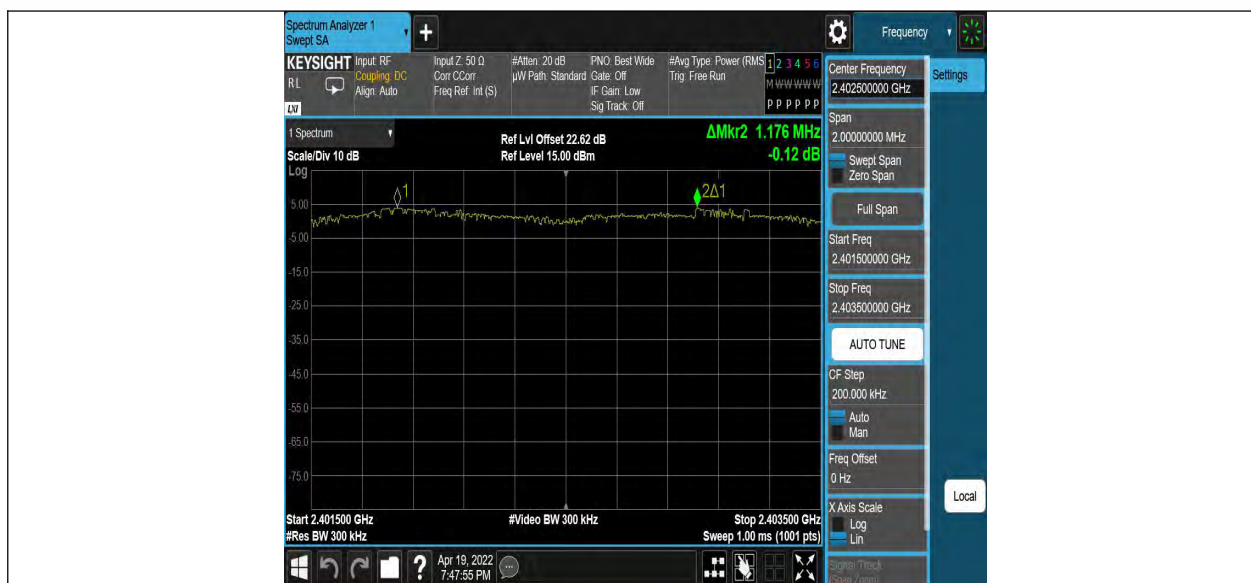 Spectrum Analyzer 1
Swept SA
+
Frequency
KEYSIGHT
RL
LXI
Input: RF
Coupling: DC
Align: Auto
Input Z: 50 Ω
Corr CCorr
Freq Ref: Int (S)
#Atten: 20 dB
µW Path: Standard
PNO: Best Wide
Gate: Off
IF Gain: Low
Sig Track: Off
#Avg Type: Power (RMS
Trig: Free Run
1 2 3 4 5 6
M W W W W W
P P P P P P
1 Spectrum
Scale/Div 10 dB
Ref Lvl Offset 22.62 dB
Ref Level 15.00 dBm
ΔMkr2 1.176 MHz
-0.12 dB
Log
1
2Δ1
5.00
-5.00
-15.0
-25.0
-35.0
-45.0
-55.0
-65.0
-75.0
Start 2.401500 GHz
#Video BW 300 kHz
Stop 2.403500 GHz
#Res BW 300 kHz
Sweep 1.00 ms (1001 pts)
Apr 19, 2022
7:47:55 PM
Center Frequency
2.402500000 GHz
Settings
Span
2.00000000 MHz
Swept Span
Zero Span
Full Span
Start Freq
2.401500000 GHz
Stop Freq
2.403500000 GHz
AUTO TUNE
CF Step
200.000 kHz
Auto
Man
Freq Offset
0 Hz
X Axis Scale
Log
Lin
Local
Signal Track
(Span Zoom)